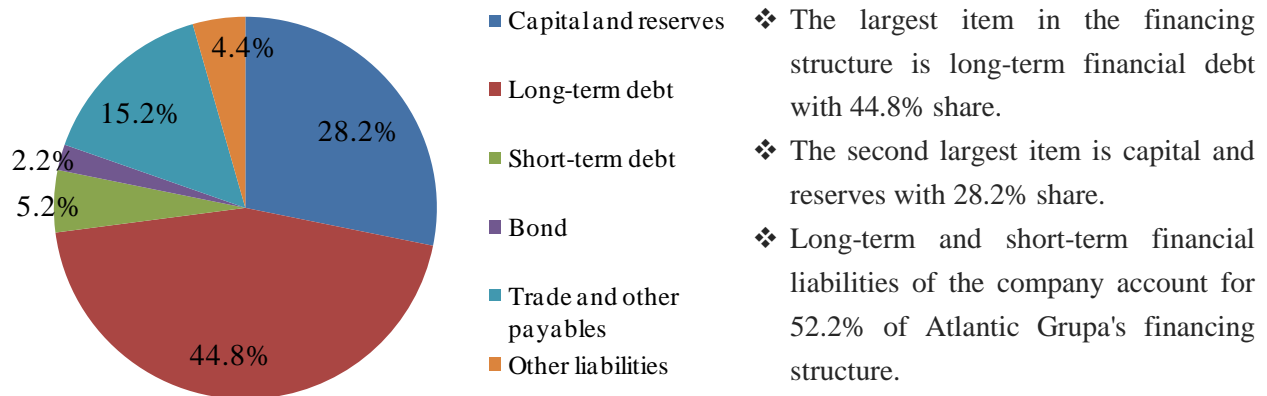 4.4%
15.2%
28.2%
2.2%
5.2%
44.8%
Capital and reserves
Long-term debt
Short-term debt
Bond
Trade and other
payables
Other liabilities
❖ The largest item in the financing
structure is long-term financial debt
with 44.8% share.
❖ The second largest item is capital and
reserves with 28.2% share.
❖ Long-term and short-term financial
liabilities of the company account for
52.2% of Atlantic Grupa's financing
structure.